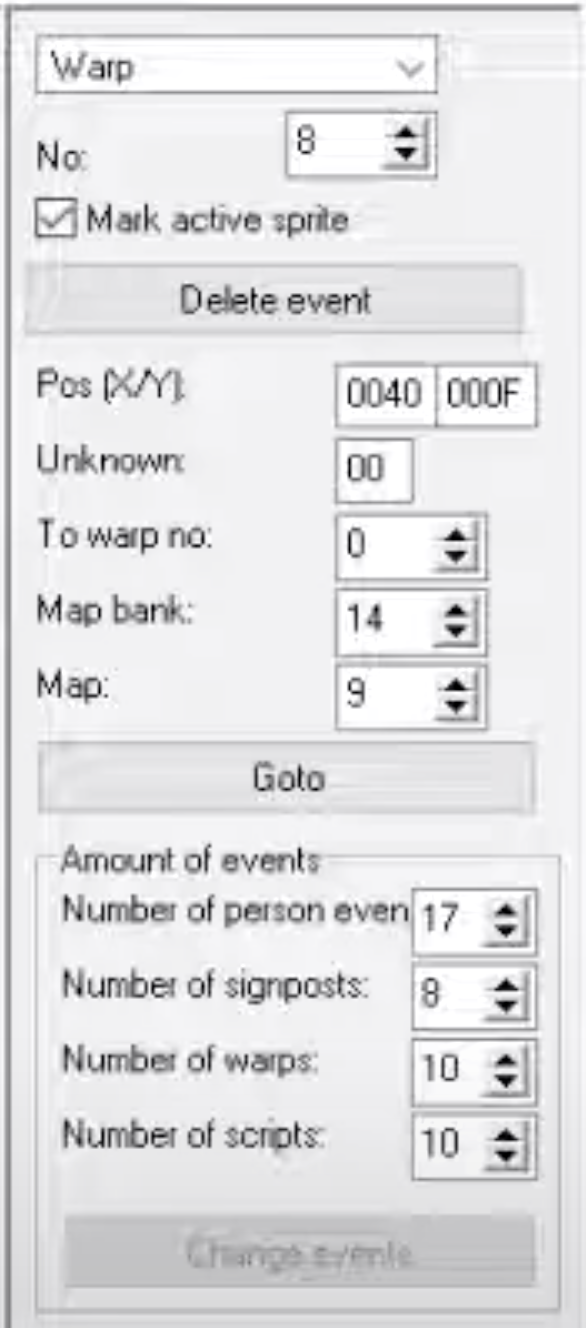 Warp
No: 8
Mark active sprite
Delete event
Pos (X/Y): 0040 000F
Unknown: 00
To warp no: 0
Map bank: 14
Map: 9
Goto
Amount of events
Number of person even 17
Number of signposts: 8
Number of warps: 10
Number of scripts: 10
Change events